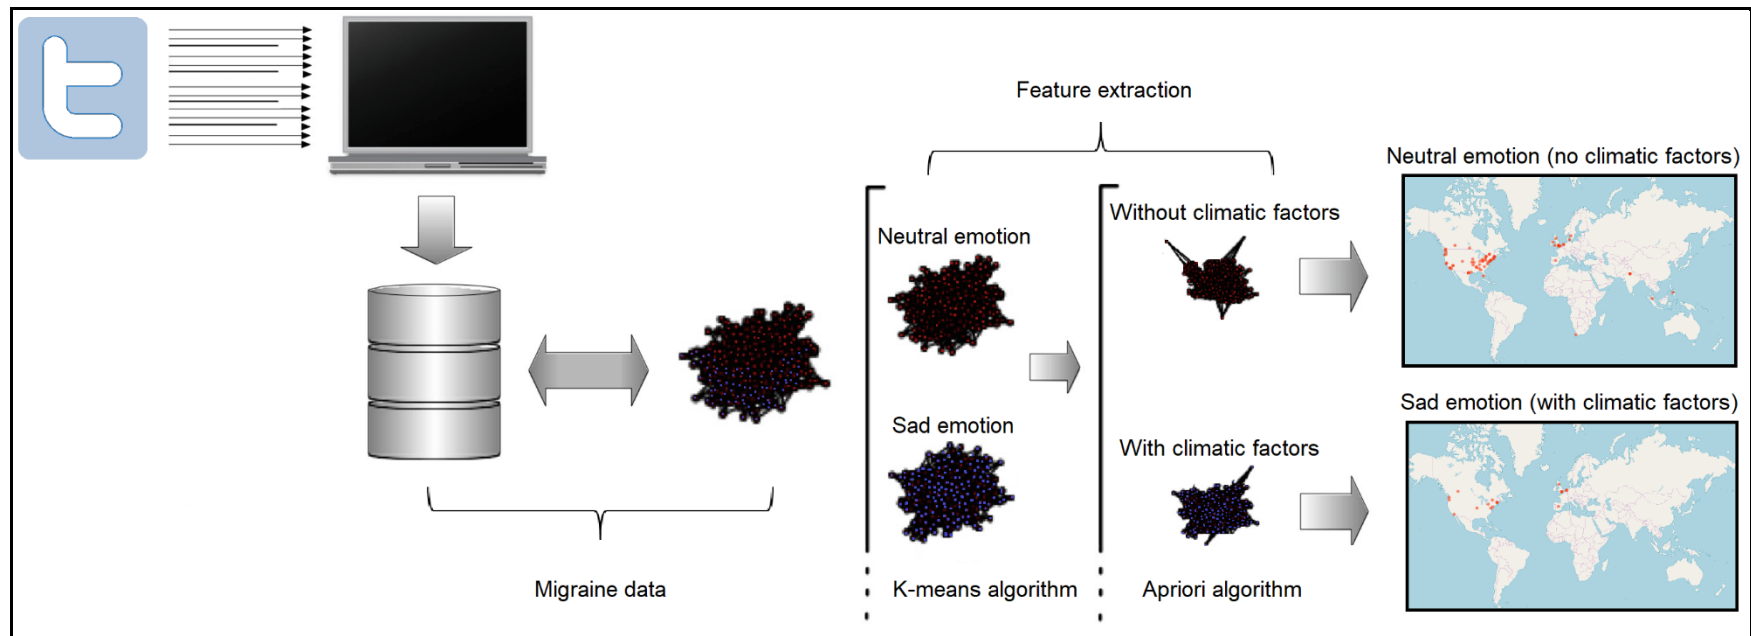 Feature extraction
Neutral emotion (no climatic factors)
Without climatic factors
Neutral emotion
Sad emotion (with climatic factors)
Sad emotion
With climatic factors
Migraine data
K-means algorithm
Apriori algorithm